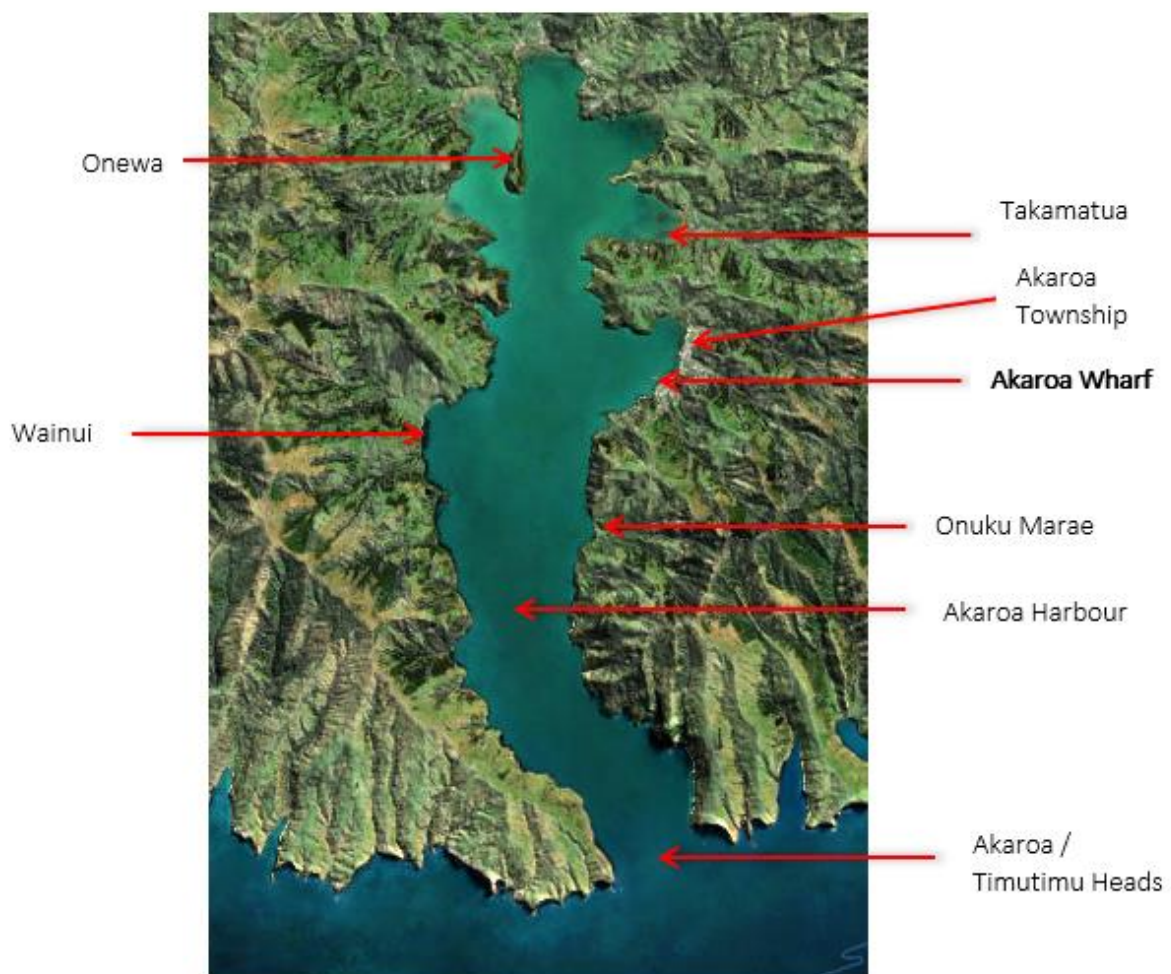 Onewa
Takamatua
Akaroa
Township
Akaroa Wharf
Wainui
Onuku Marae
Akaroa Harbour
Akaroa /
Timutimu Heads